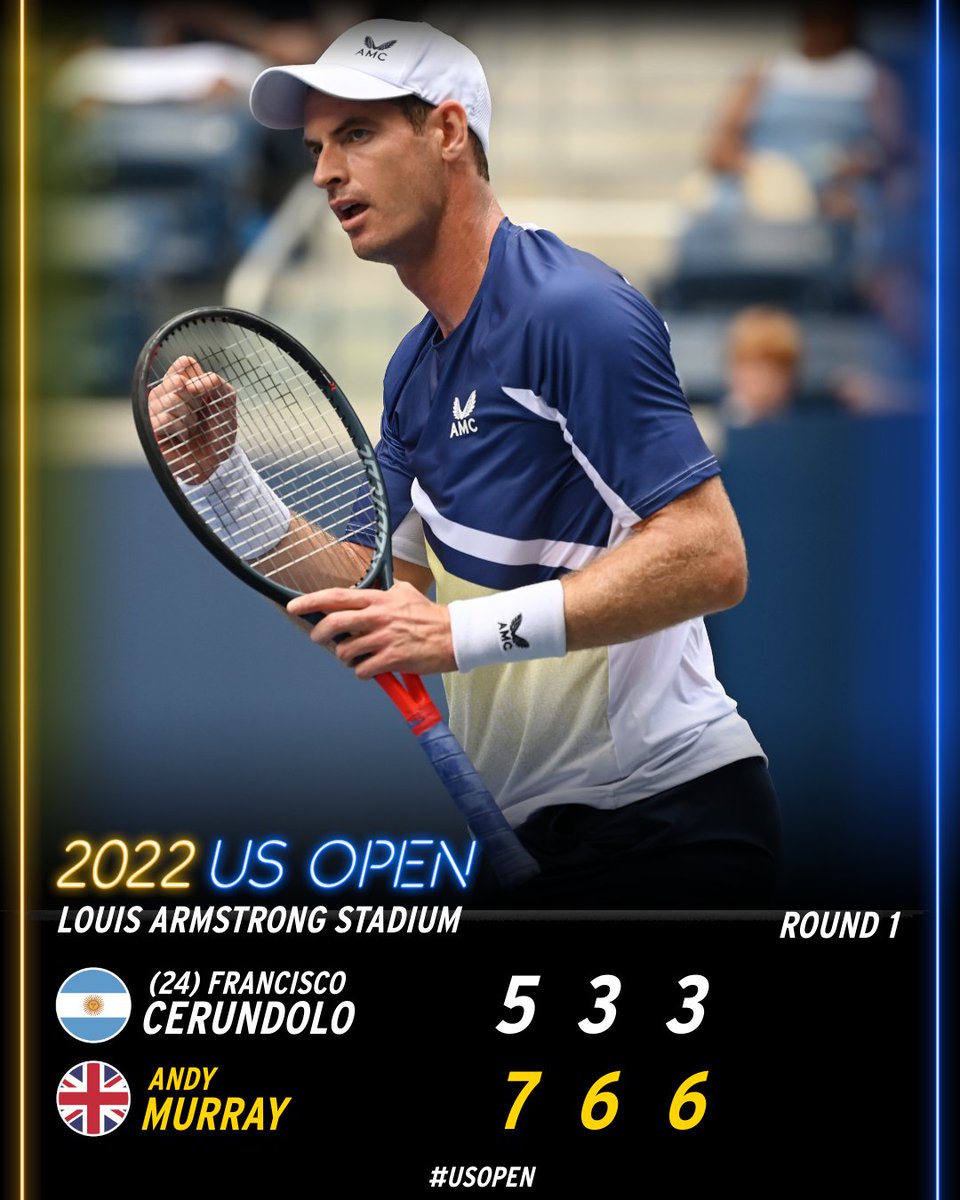 AMC
AMC
AMC
2022 US OPEN
LOUIS ARMSTRONG STADIUM
ROUND 1
(24) FRANCISCO
CERUNDOLO
5 3 3
ANDY
MURRAY
7 6 6
#USOPEN